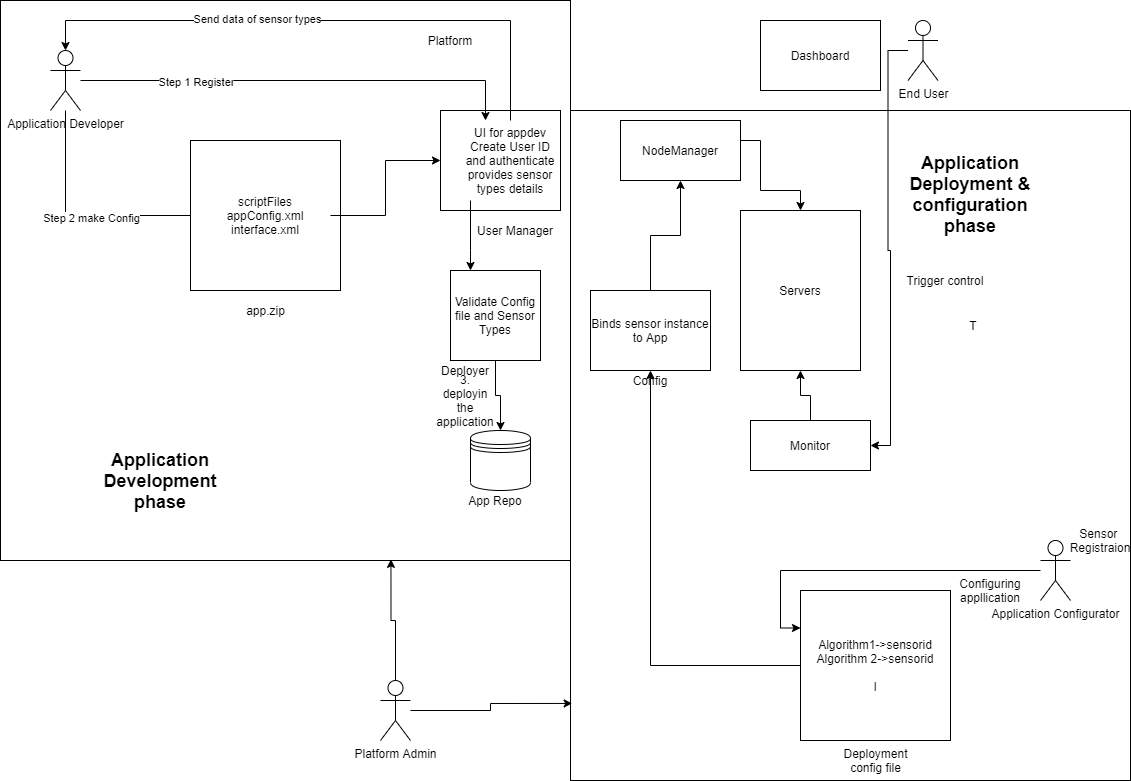 Send data of sensor types
Platform
Step 1 Register
Application Developer
UI for appdev
Create User ID
and authenticate
provides sensor
types details
scriptFiles
appConfig.xml
interface.xml
Step 2 make Config
User Manager
app.zip
Validate Config
file and Sensor
Types
Deployer
3.
deployin
the
application
App Repo
Application
Development
phase
Platform Admin
Dashboard
End User
NodeManager
Application
Deployment &
configuration
phase
Servers
Trigger control
T
Binds sensor instance
to App
Config
Monitor
Sensor
Registraion
Configuring
appllication
Application Configurator
Algorithm1->sensorid
Algorithm 2->sensorid
I
Deployment
config file